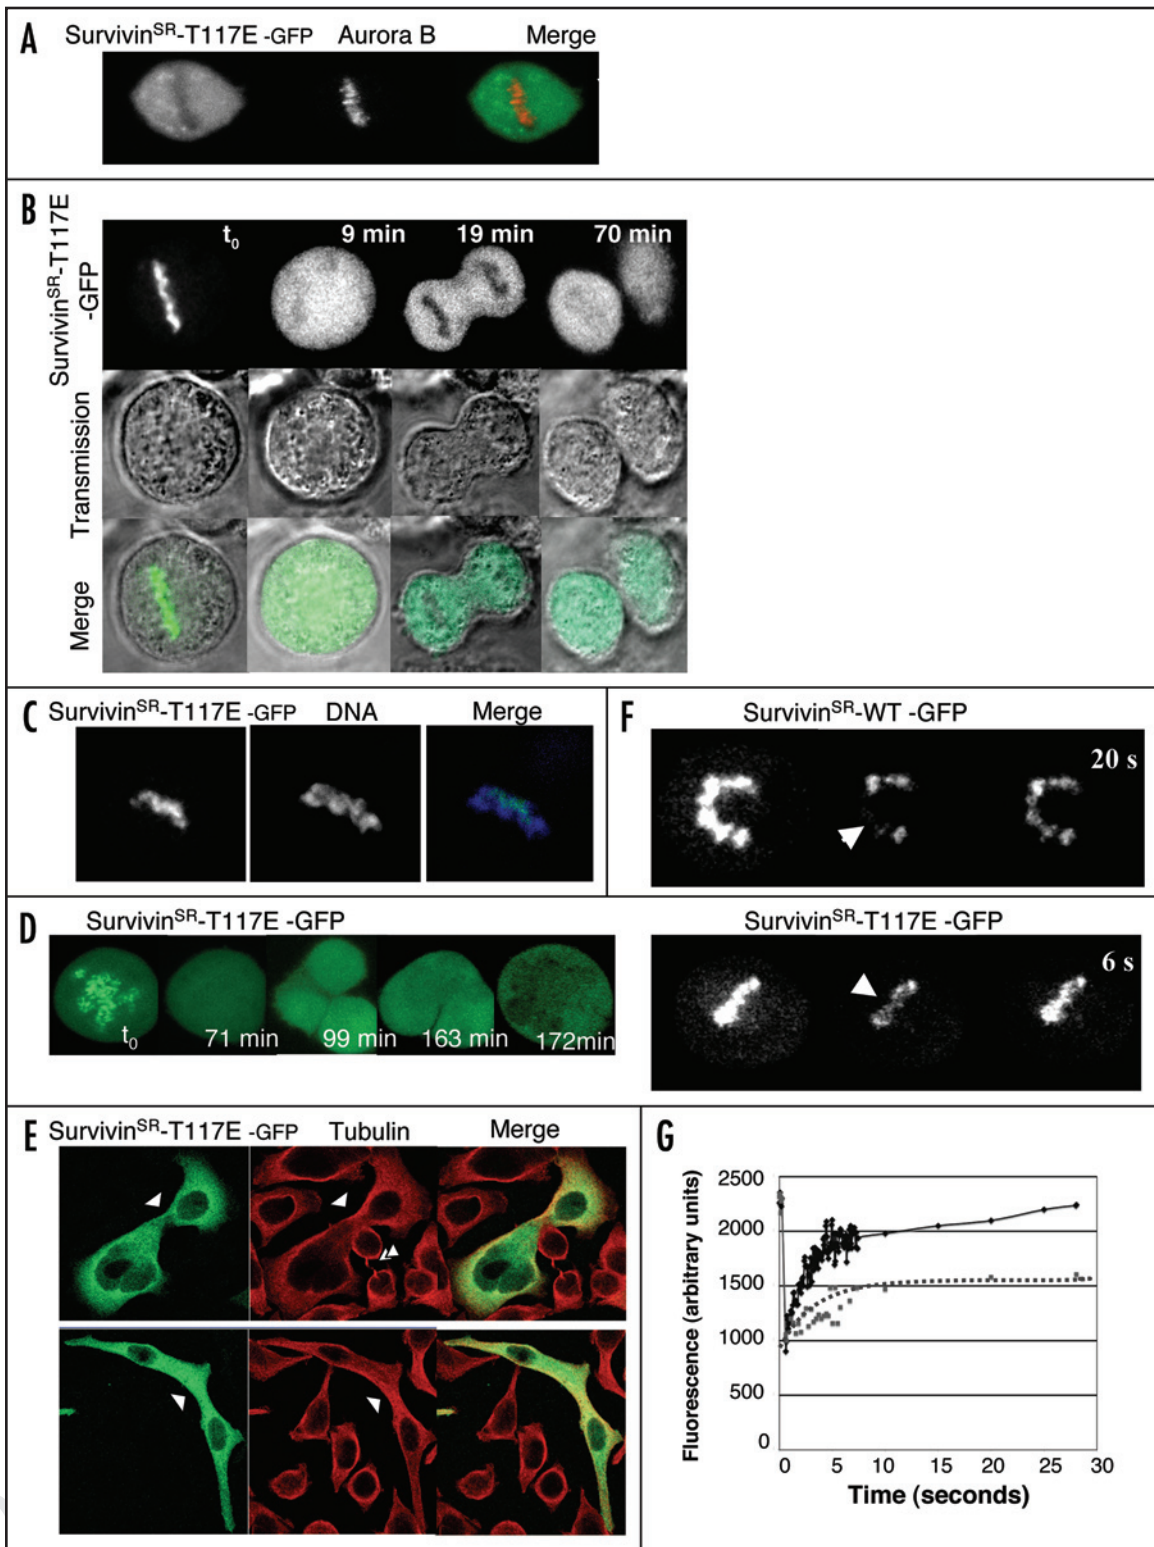 A
Survivin^SR-T117E -GFP Aurora B Merge
B
Survivin^SR-T117E
-GFP
t₀ 9 min 19 min 70 min
Transmission
Merge
C
Survivin^SR-T117E -GFP DNA Merge
D
Survivin^SR-T117E -GFP
t₀ 71 min 99 min 163 min 172min
E
Survivin^SR-T117E -GFP Tubulin Merge
F
Survivin^SR-WT -GFP
20 s
Survivin^SR-T117E -GFP
6 s
G
Fluorescence (arbitrary units)
2500
2000
1500
1000
500
0
0 5 10 15 20 25 30
Time (seconds)